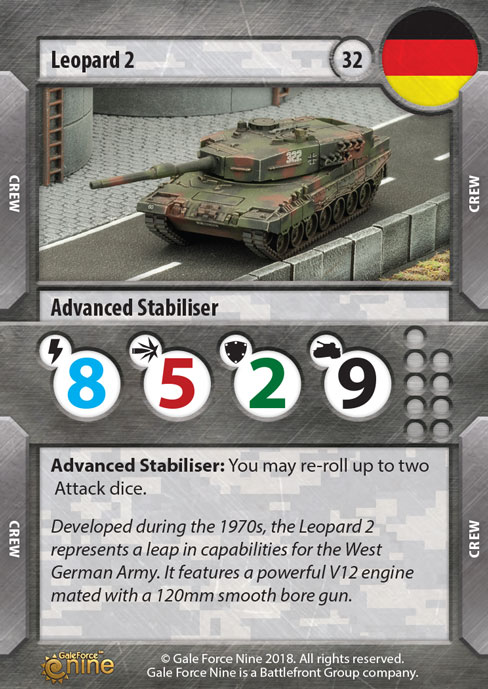 Leopard 2
32
CREW
CREW
322
Advanced Stabiliser
8 5 2 9
Advanced Stabiliser: You may re-roll up to two
Attack dice.
Developed during the 1970s, the Leopard 2
represents a leap in capabilities for the West
German Army. It features a powerful V12 engine
mated with a 120mm smooth bore gun.
CREW
CREW
GaleForce™
nine
© Gale Force Nine 2018. All rights reserved.
Gale Force Nine is a Battlefront Group company.